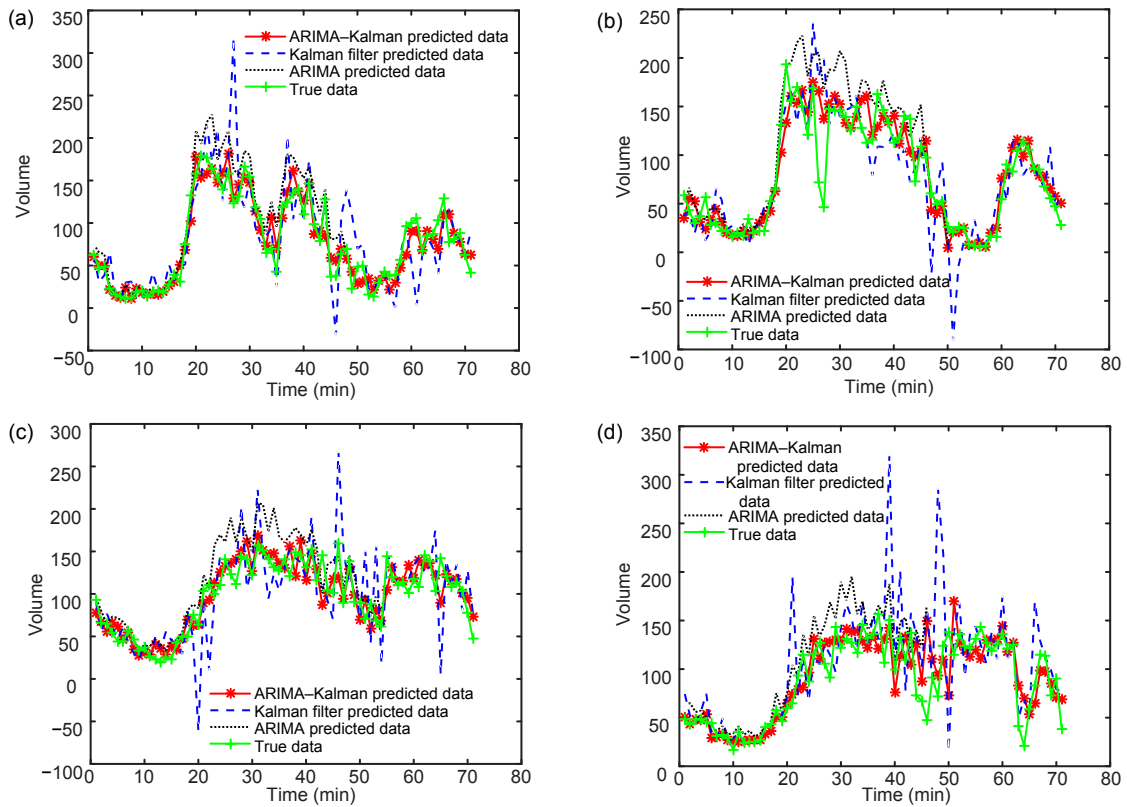 (a)
350
300
250
200
150
100
50
0
−50
Volume
ARIMA–Kalman predicted data
Kalman filter predicted data
ARIMA predicted data
True data
0 10 20 30 40 50 60 70 80
Time (min)
(b)
250
200
150
100
50
0
−50
−100
Volume
ARIMA–Kalman predicted data
Kalman filter predicted data
ARIMA predicted data
True data
0 10 20 30 40 50 60 70 80
Time (min)
(c)
300
250
200
150
100
50
0
−50
−100
Volume
ARIMA–Kalman predicted data
Kalman filter predicted data
ARIMA predicted data
True data
0 10 20 30 40 50 60 70 80
Time (min)
(d)
350
300
250
200
150
100
50
0
Volume
ARIMA–Kalman
predicted data
Kalman filter predicted
data
ARIMA predicted data
True data
0 10 20 30 40 50 60 70 80
Time (min)